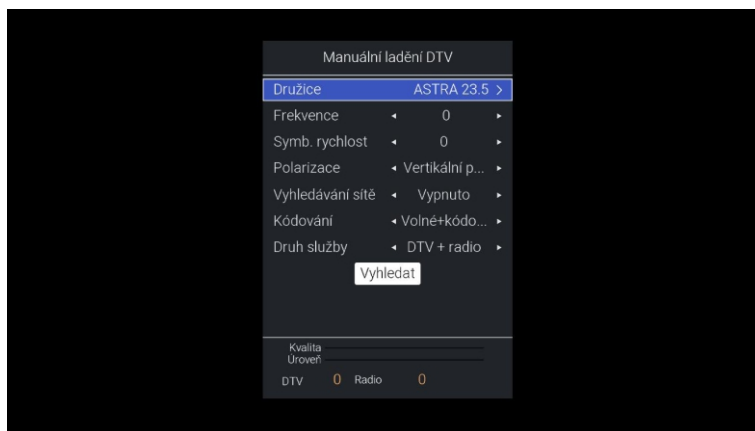 Manuální ladění DTV
Družice ASTRA 23.5 >
Frekvence ◂ 0 ▸
Symb. rychlost ◂ 0 ▸
Polarizace ◂ Vertikální p... ▸
Vyhledávání sítě ◂ Vypnuto ▸
Kódování ◂ Volné+kódo... ▸
Druh služby ◂ DTV + radio ▸
Vyhledat
Kvalita
Úroveň
DTV 0 Radio 0